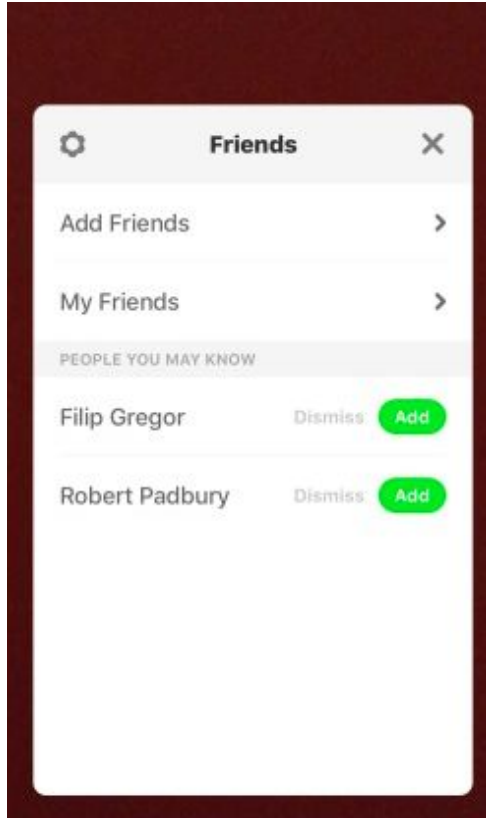 Friends
Add Friends
My Friends
PEOPLE YOU MAY KNOW
Filip Gregor Dismiss Add
Robert Padbury Dismiss Add